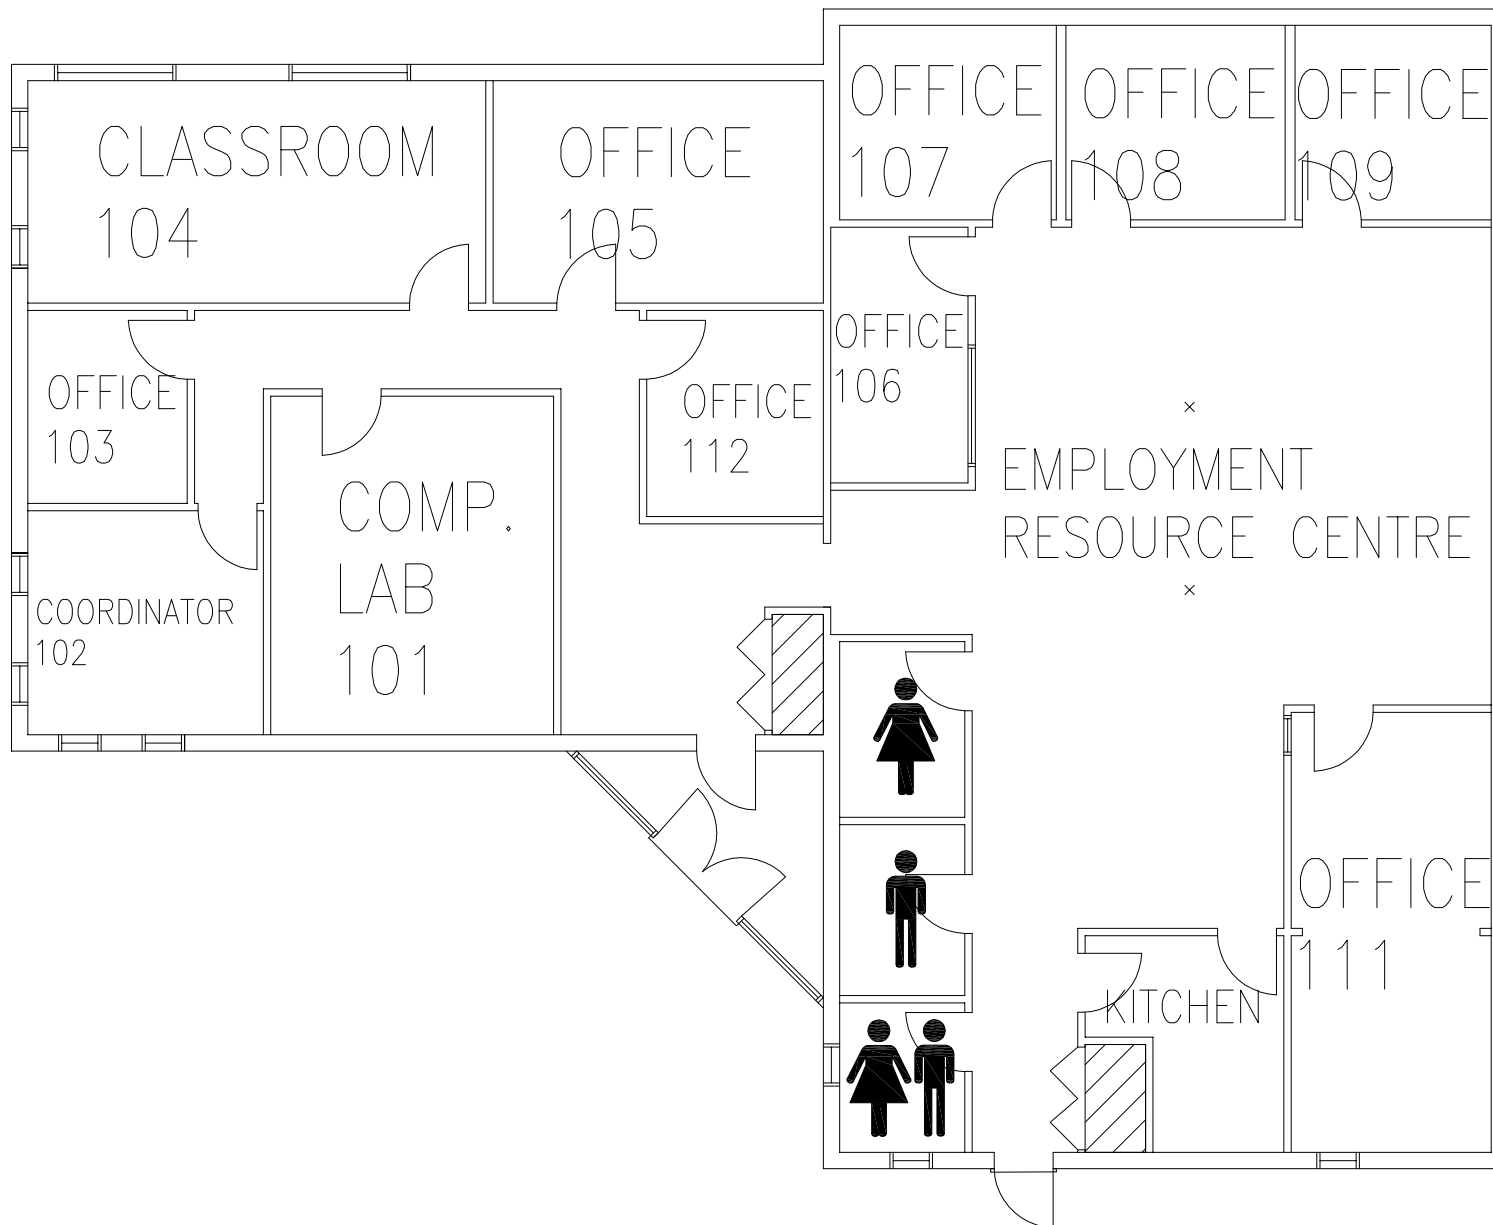 OFFICE
107
OFFICE
108
OFFICE
109
CLASSROOM
104
OFFICE
105
OFFICE
106
OFFICE
103
OFFICE
112
EMPLOYMENT
RESOURCE CENTRE
COMP.
LAB
101
COORDINATOR
102
OFFICE
111
KITCHEN